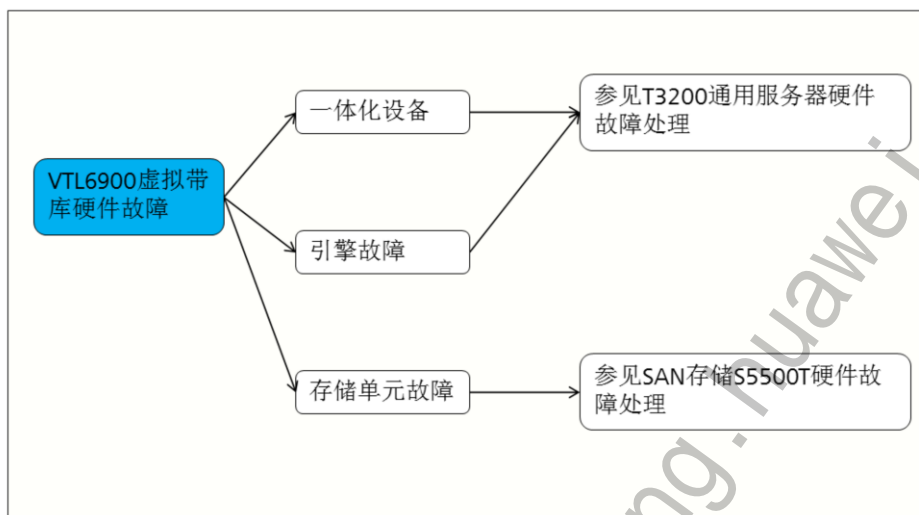 一体化设备
参见T3200通用服务器硬件
故障处理
VTL6900虚拟带
库硬件故障
引擎故障
存储单元故障
参见SAN存储S5500T硬件故
障处理
ng.huawei.